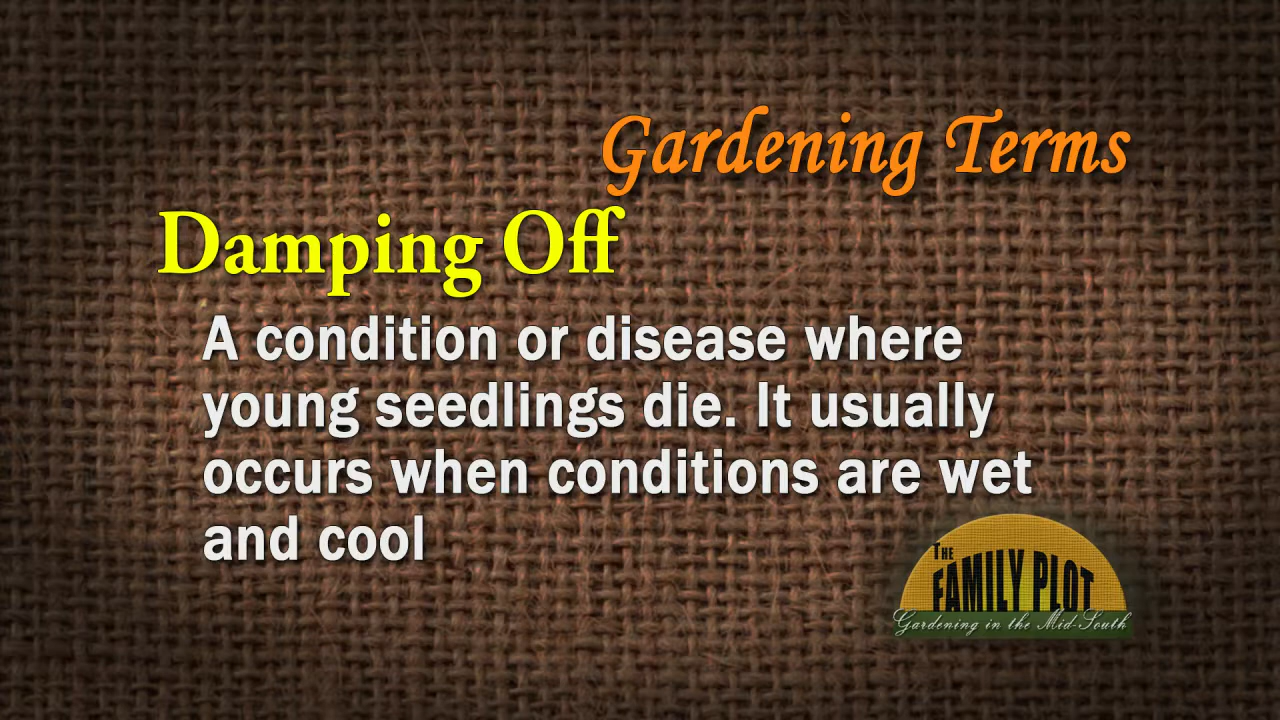 Gardening Terms
Damping Off
A condition or disease where
young seedlings die. It usually
occurs when conditions are wet
and cool
THE
FAMILY PLOT
Gardening in the Mid-South